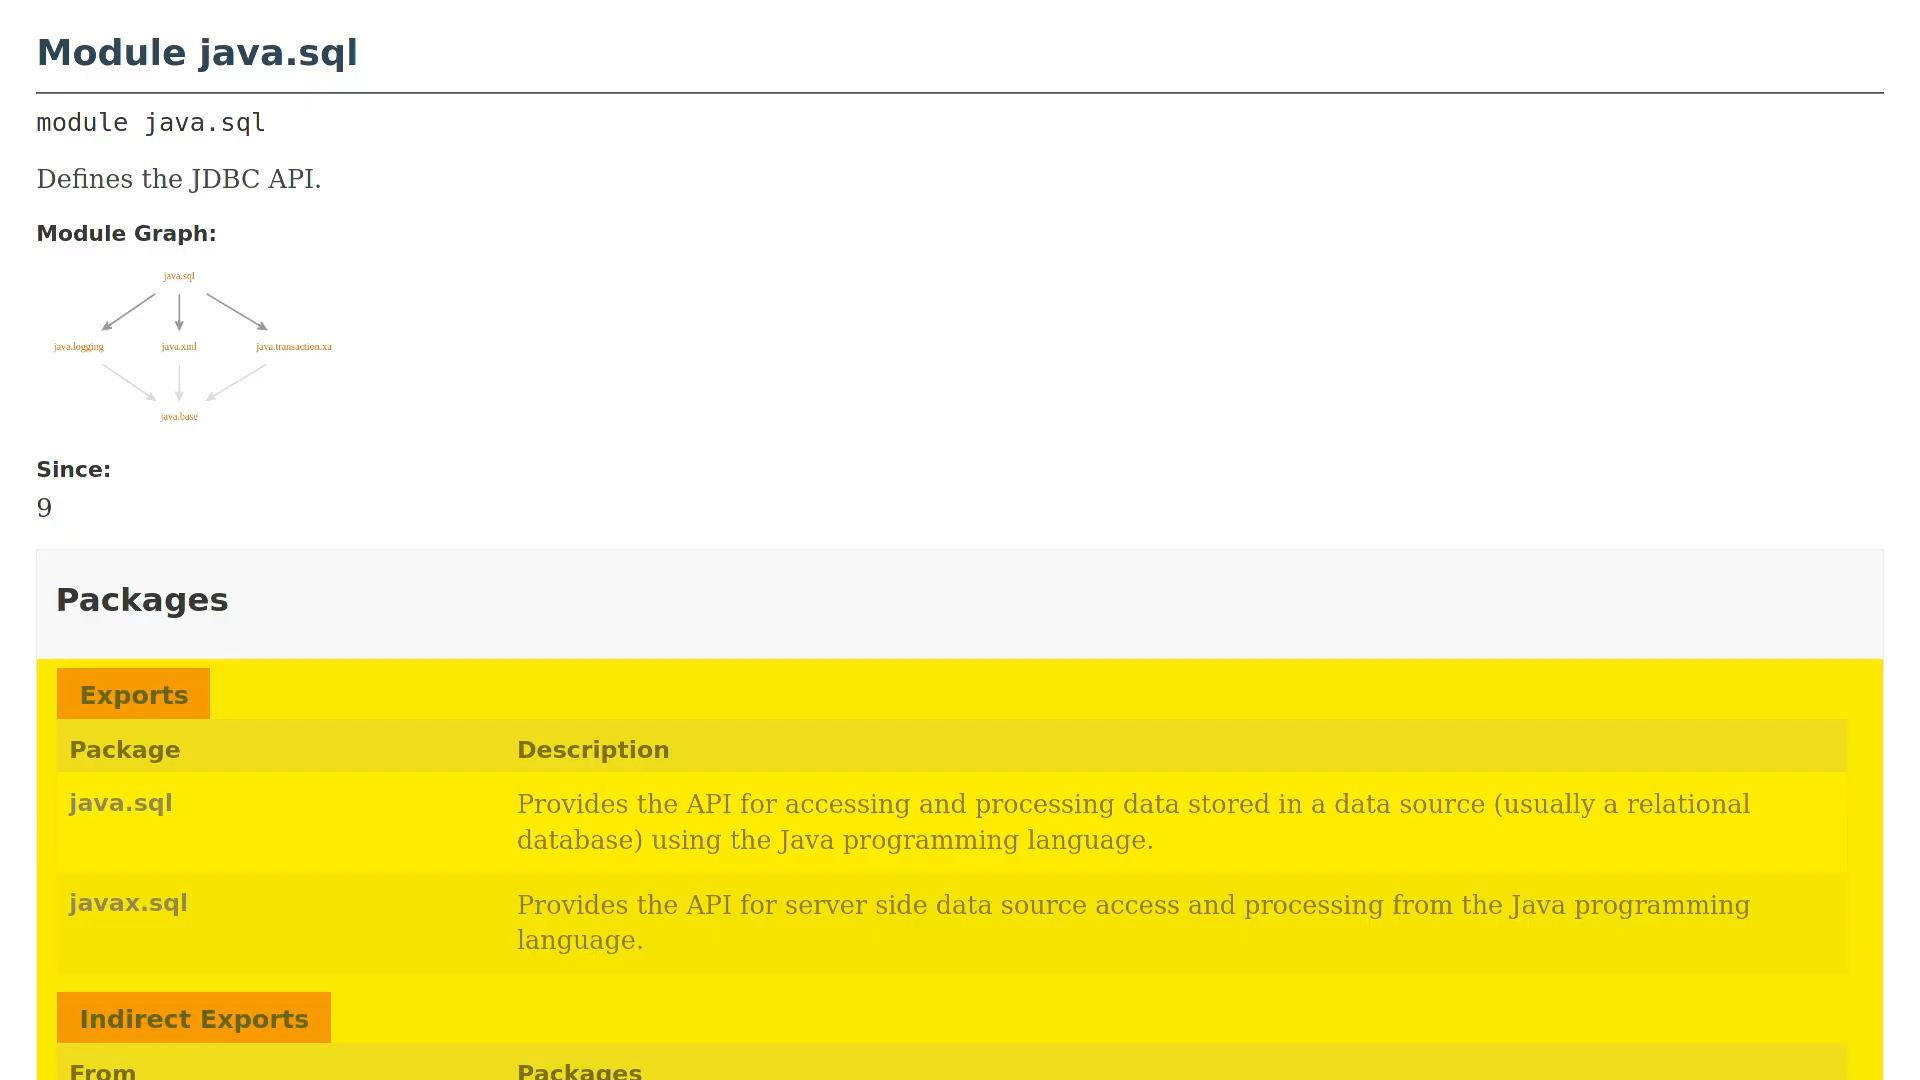 Module java.sql
module java.sql
Defines the JDBC API.
Module Graph:
java.sql
java.logging java.xml java.transaction.xa
java.base
Since:
9
Packages
Exports
Package Description
java.sql Provides the API for accessing and processing data stored in a data source (usually a relational
database) using the Java programming language.
javax.sql Provides the API for server side data source access and processing from the Java programming
language.
Indirect Exports
From Packages